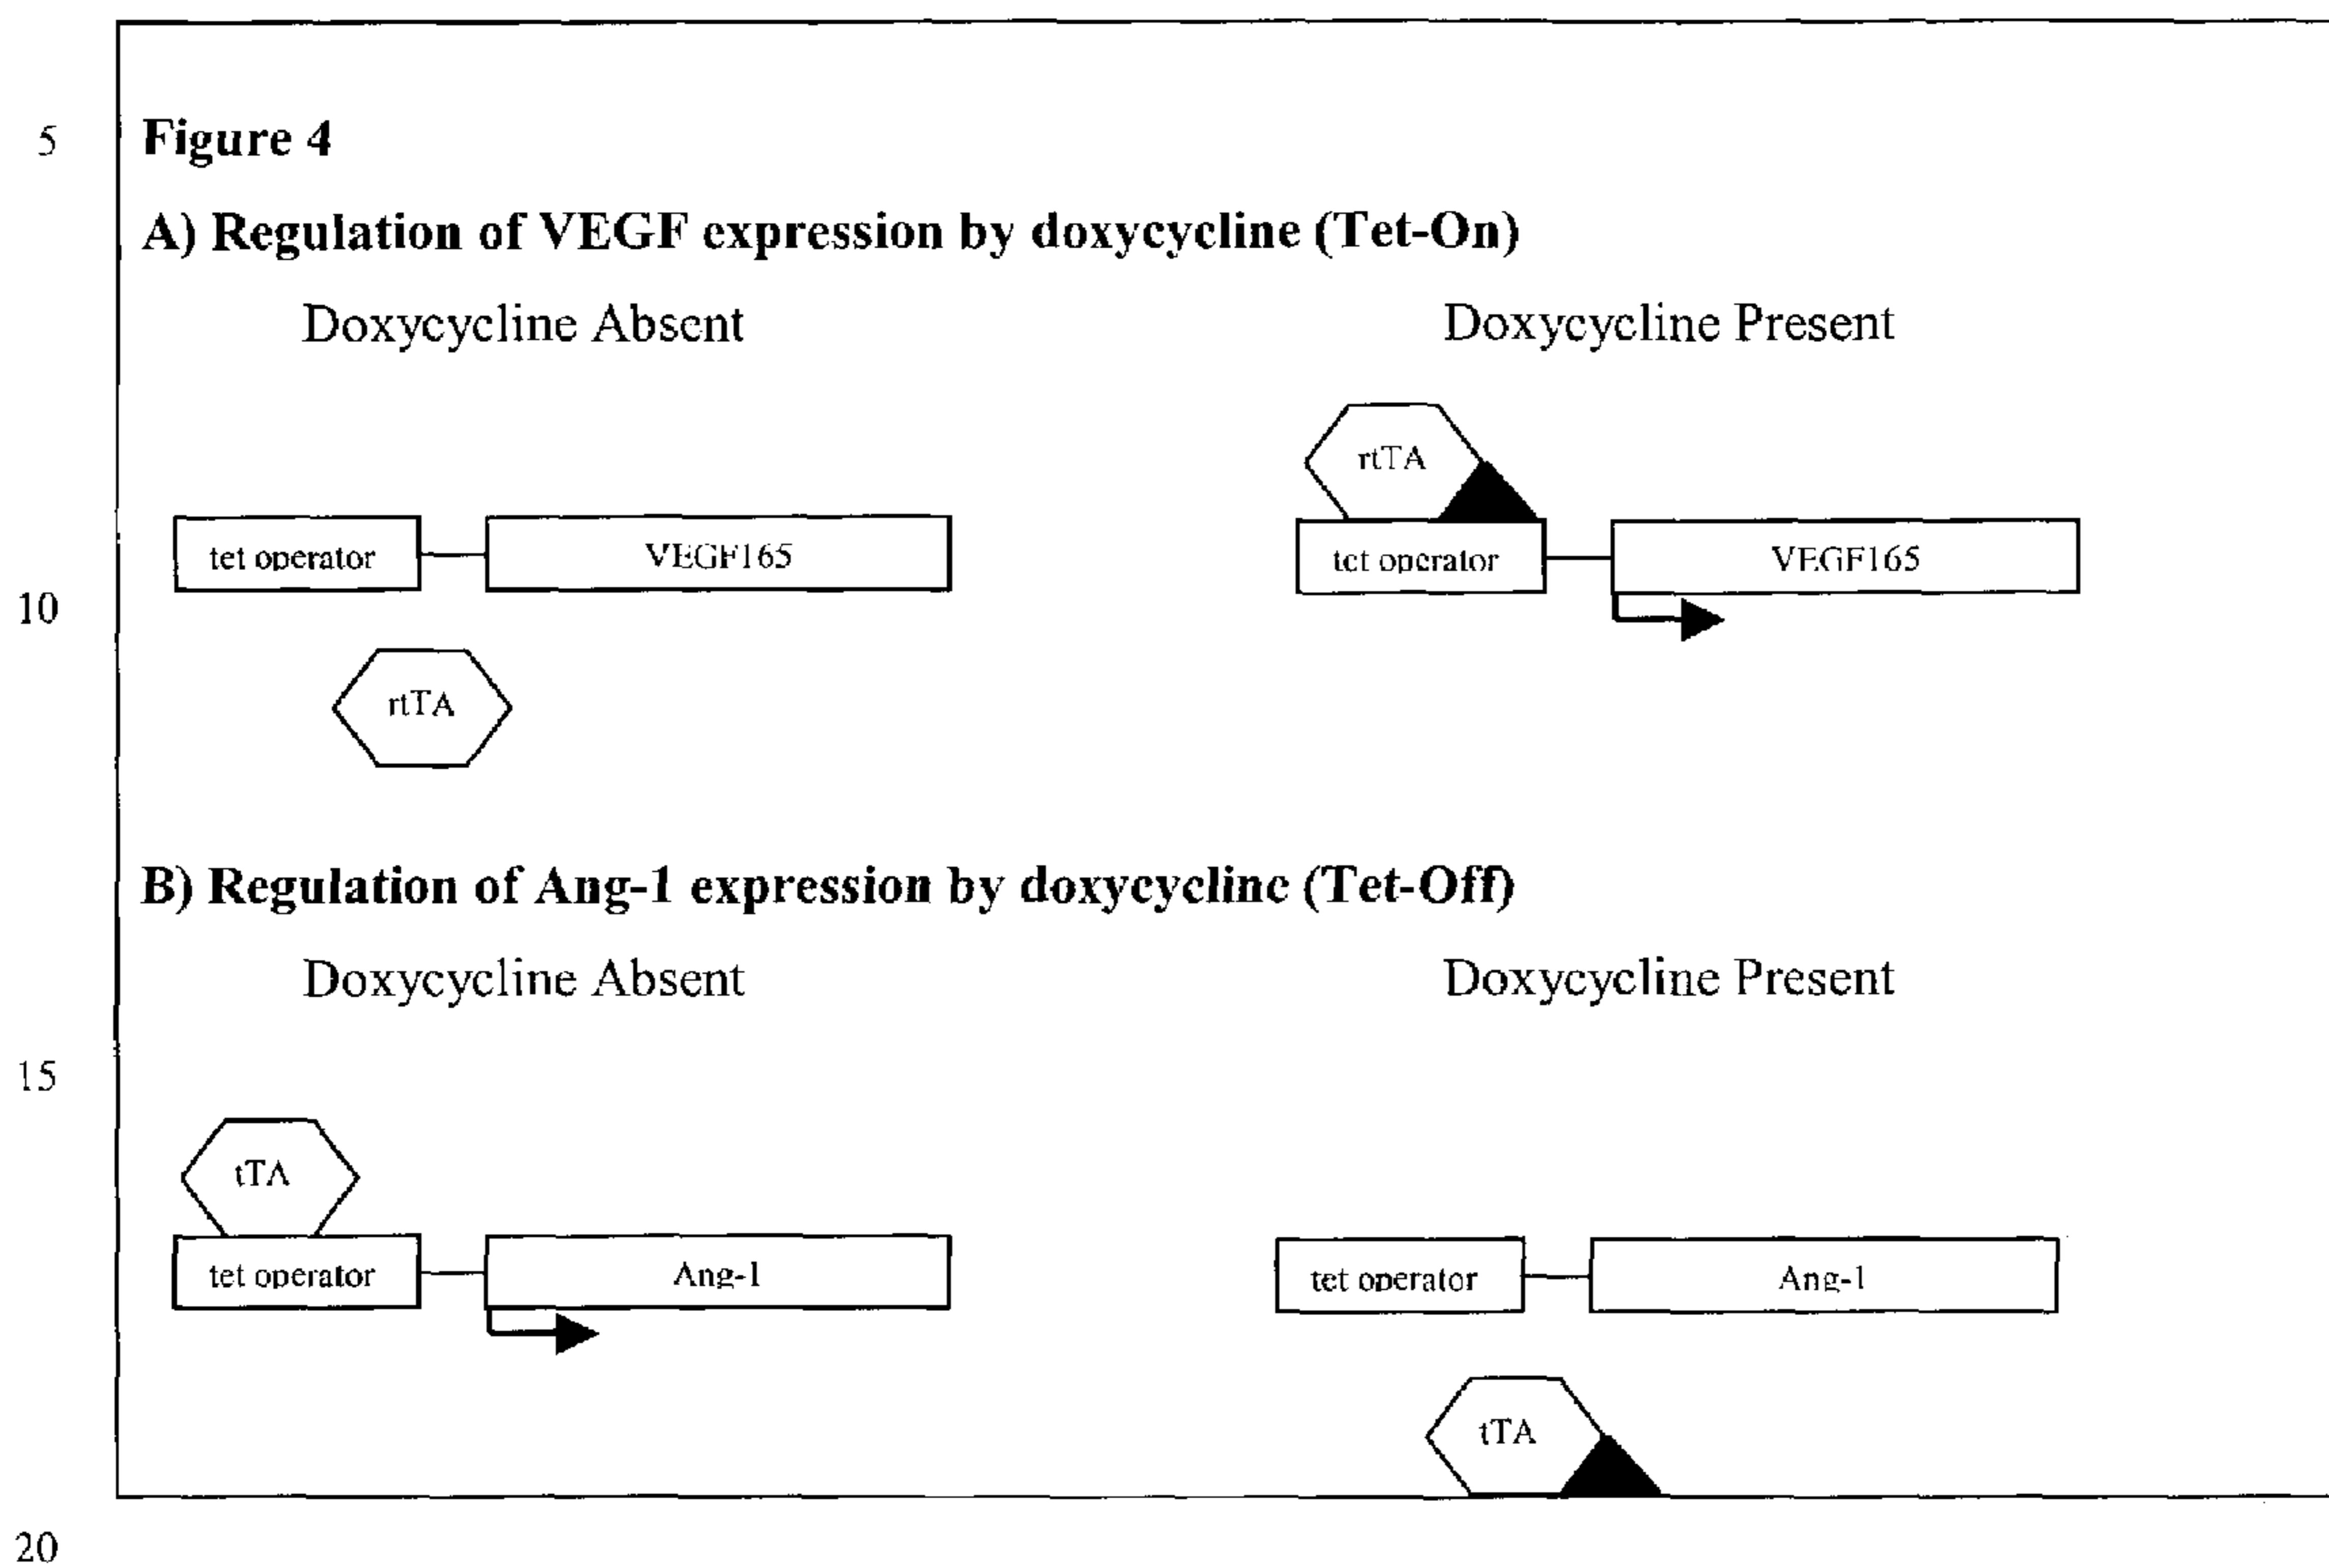 5 Figure 4
A) Regulation of VEGF expression by doxycycline (Tet-On)
Doxycycline Absent Doxycycline Present
rtTA
tet operator VEGF165 tet operator VEGF165
10
rtTA
B) Regulation of Ang-1 expression by doxycycline (Tet-Off)
Doxycycline Absent Doxycycline Present
15
tTA
tet operator Ang-1 tet operator Ang-1
tTA
20